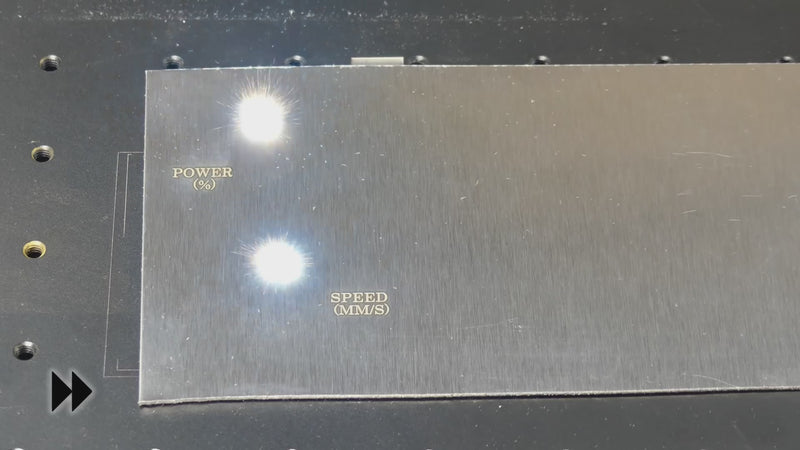 POWER
(%)
SPEED
(MM/S)